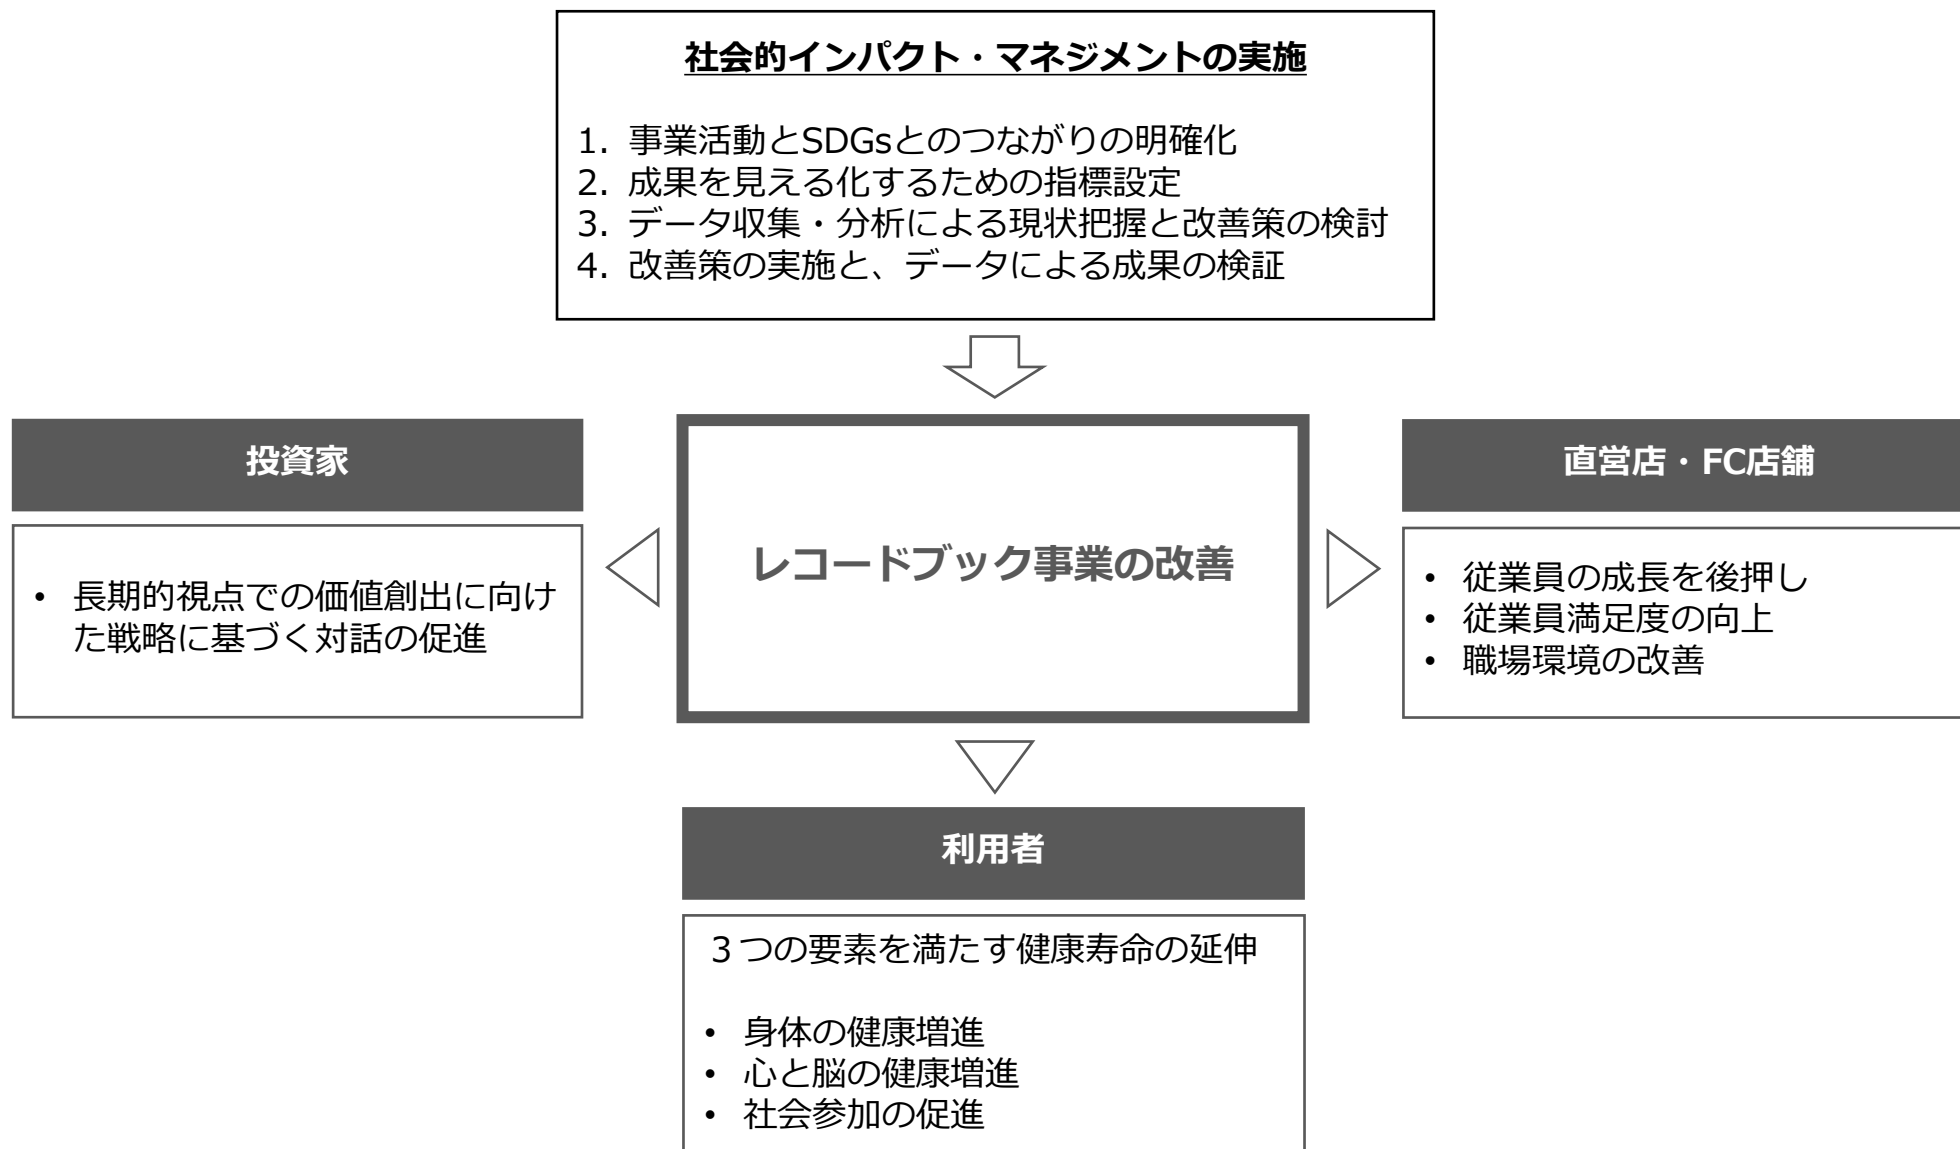 社会的インパクト・マネジメントの実施
1. 事業活動とSDGsとのつながりの明確化
2. 成果を見える化するための指標設定
3. データ収集・分析による現状把握と改善策の検討
4. 改善策の実施と、データによる成果の検証
投資家
• 長期的視点での価値創出に向け
た戦略に基づく対話の促進
レコードブック事業の改善
直営店・FC店舗
• 従業員の成長を後押し
• 従業員満足度の向上
• 職場環境の改善
利用者
３つの要素を満たす健康寿命の延伸
• 身体の健康増進
• 心と脳の健康増進
• 社会参加の促進